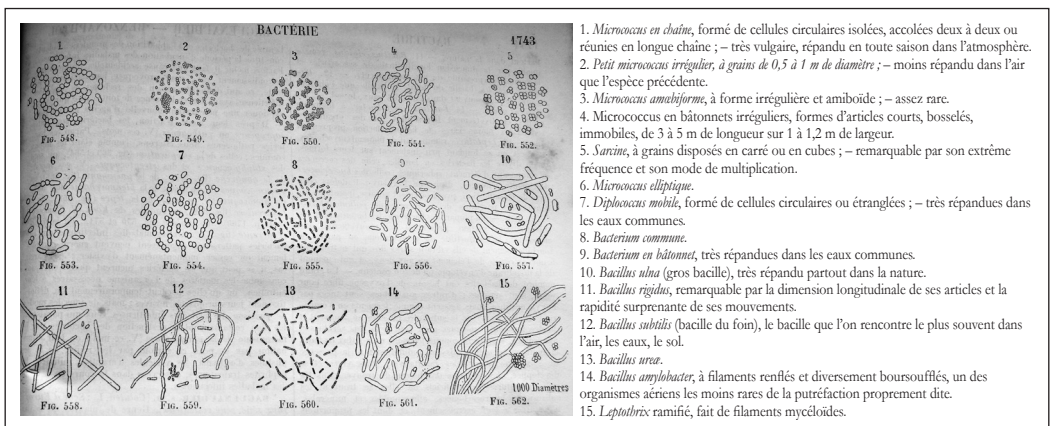 BACTÉRIE
1743
1 2 3 4 5
FIG. 548. FIG. 549. FIG. 550. FIG. 551. FIG. 552.
6 7 8 9 10
FIG. 553. FIG. 554. FIG. 555. FIG. 556. FIG. 557.
11 12 13 14 15
1000 Diamètres
FIG. 558. FIG. 559. FIG. 560. FIG. 561. FIG. 562.
1. Micrococcus en chaîne, formé de cellules circulaires isolées, accolées deux à deux ou
réunies en longue chaîne ; – très vulgaire, répandu en toute saison dans l’atmosphère.
2. Petit micrococcus irrégulier, à grains de 0,5 à 1 m de diamètre ; – moins répandu dans l’air
que l’espèce précédente.
3. Micrococcus amœbiforme, à forme irrégulière et amiboïde ; – assez rare.
4. Micrococcus en bâtonnets irréguliers, formes d’articles courts, bosselés,
immobiles, de 3 à 5 m de longueur sur 1 à 1,2 m de largeur.
5. Sarcine, à grains disposés en carré ou en cubes ; – remarquable par son extrême
fréquence et son mode de multiplication.
6. Micrococcus elliptique.
7. Diplococcus mobile, formé de cellules circulaires ou étranglées ; – très répandues dans
les eaux communes.
8. Bacterium commune.
9. Bacterium en bâtonnet, très répandues dans les eaux communes.
10. Bacillus ulna (gros bacille), très répandu partout dans la nature.
11. Bacillus rigidus, remarquable par la dimension longitudinale de ses articles et la
rapidité surprenante de ses mouvements.
12. Bacillus subtilis (bacille du foin), le bacille que l’on rencontre le plus souvent dans
l’air, les eaux, le sol.
13. Bacillus ureæ.
14. Bacillus amylobacter, à filaments renflés et diversement boursoufflés, un des
organismes aériens les moins rares de la putréfaction proprement dite.
15. Leptothrix ramifié, fait de filaments mycéloïdes.